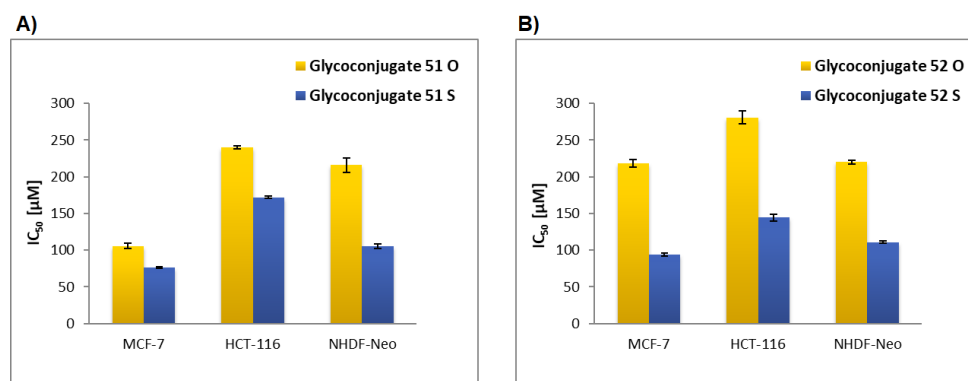 A)
Glycoconjugate 51 O
Glycoconjugate 51 S
300
250
200
150
100
50
0
IC₅₀ [µM]
MCF-7 HCT-116 NHDF-Neo
B)
Glycoconjugate 52 O
Glycoconjugate 52 S
300
250
200
150
100
50
0
IC₅₀ [µM]
MCF-7 HCT-116 NHDF-Neo